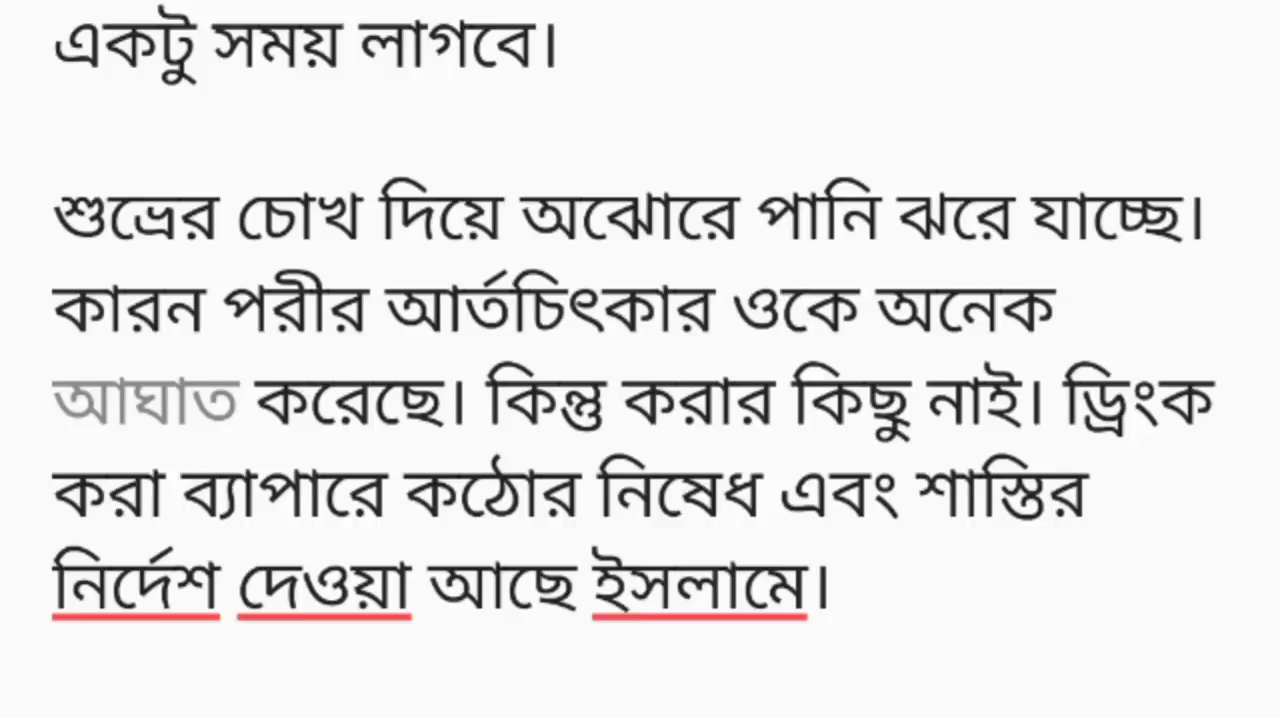 একটু সময় লাগবে।
শুভ্রের চোখ দিয়ে অঝোরে পানি ঝরে যাচ্ছে।
কারন পরীর আর্তচিৎকার ওকে অনেক
আঘাত করেছে। কিন্তু করার কিছু নাই। ড্রিংক
করা ব্যাপারে কঠোর নিষেধ এবং শাস্তির
নির্দেশ দেওয়া আছে ইসলামে।